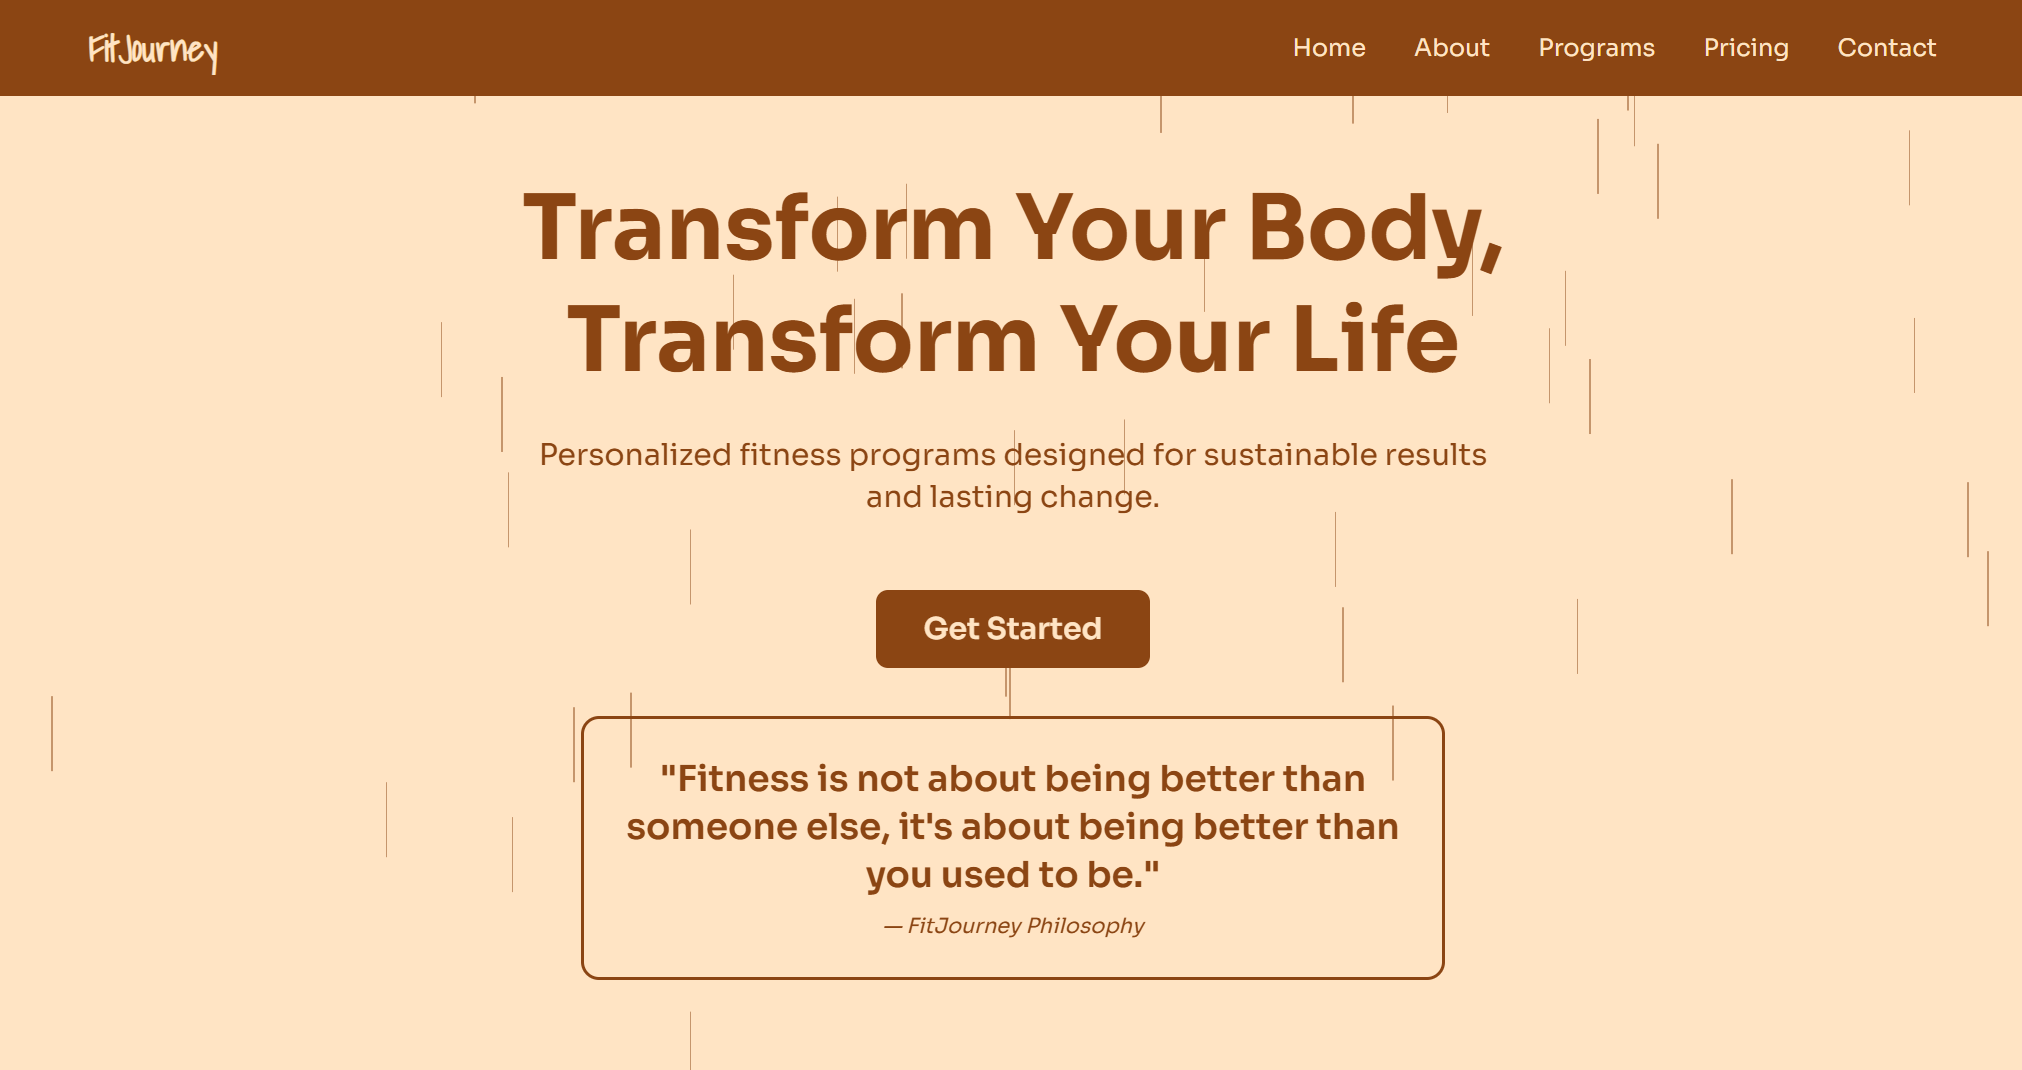 FitJourney
Home About Programs Pricing Contact
Transform Your Body,
Transform Your Life
Personalized fitness programs designed for sustainable results
and lasting change.
Get Started
"Fitness is not about being better than
someone else, it's about being better than
you used to be."
— FitJourney Philosophy